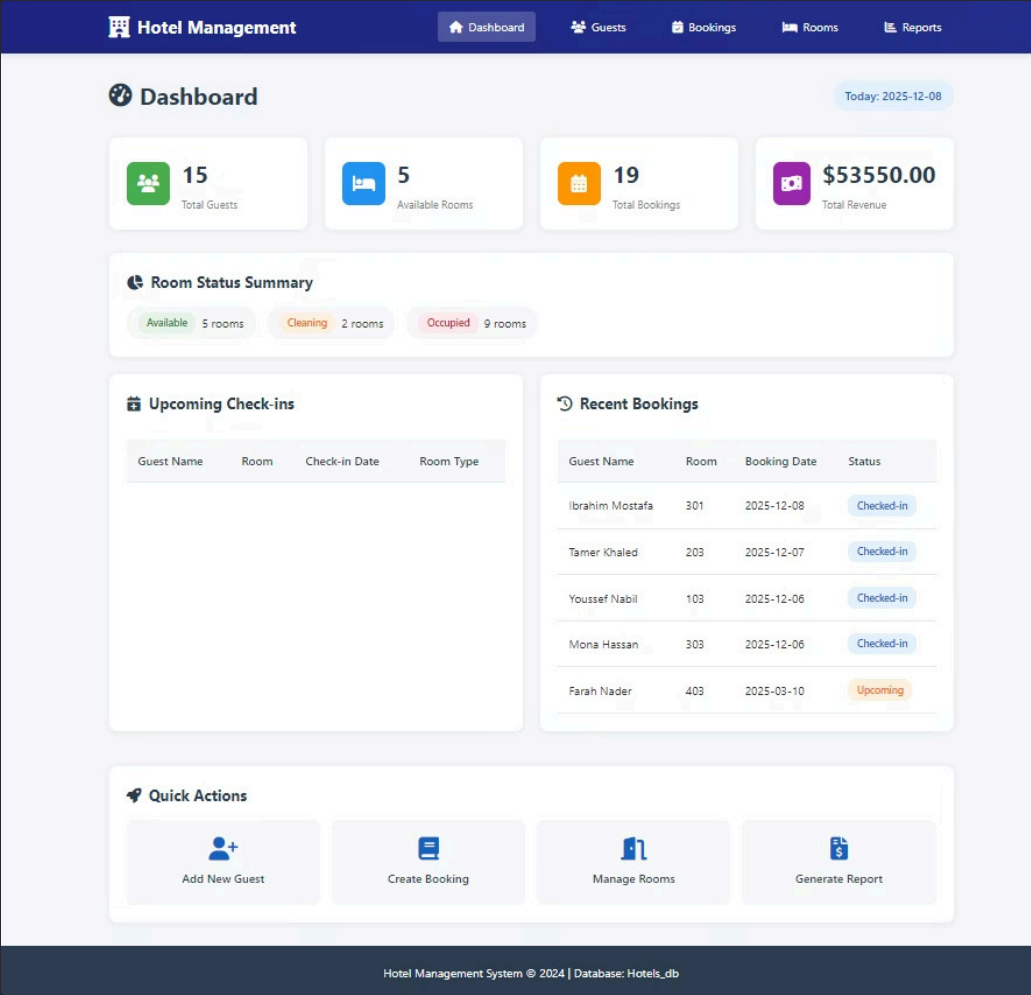 Hotel Management Dashboard Guests Bookings Rooms Reports
Dashboard
Today: 2025-12-08
15
Total Guests
5
Available Rooms
19
Total Bookings
$53550.00
Total Revenue
Room Status Summary
Available 5 rooms Cleaning 2 rooms Occupied 9 rooms
Upcoming Check-ins
Guest Name Room Check-in Date Room Type
Recent Bookings
Guest Name Room Booking Date Status
Ibrahim Mostafa 301 2025-12-08 Checked-in
Tamer Khaled 203 2025-12-07 Checked-in
Youssef Nabil 103 2025-12-06 Checked-in
Mona Hassan 303 2025-12-06 Checked-in
Farah Nader 403 2025-03-10 Upcoming
Quick Actions
Add New Guest
Create Booking
Manage Rooms
Generate Report
Hotel Management System © 2024 | Database: Hotels_db